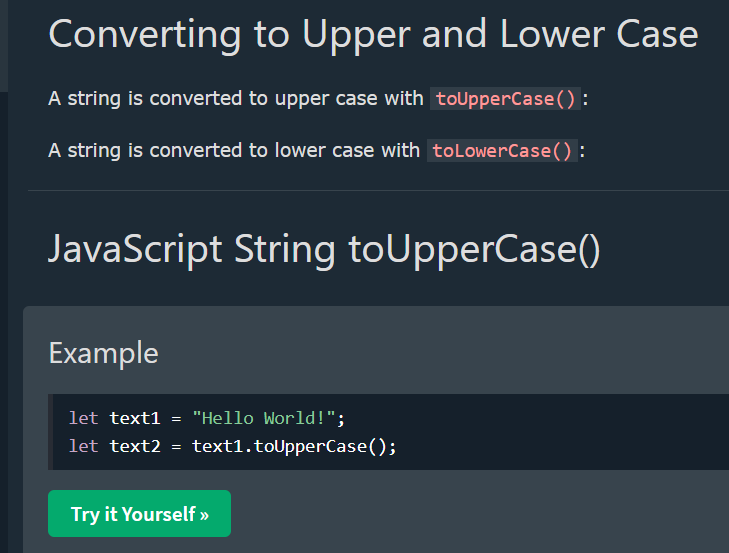 Converting to Upper and Lower Case
A string is converted to upper case with toUpperCase():
A string is converted to lower case with toLowerCase():
JavaScript String toUpperCase()
Example
let text1 = "Hello World!";
let text2 = text1.toUpperCase();
Try it Yourself »